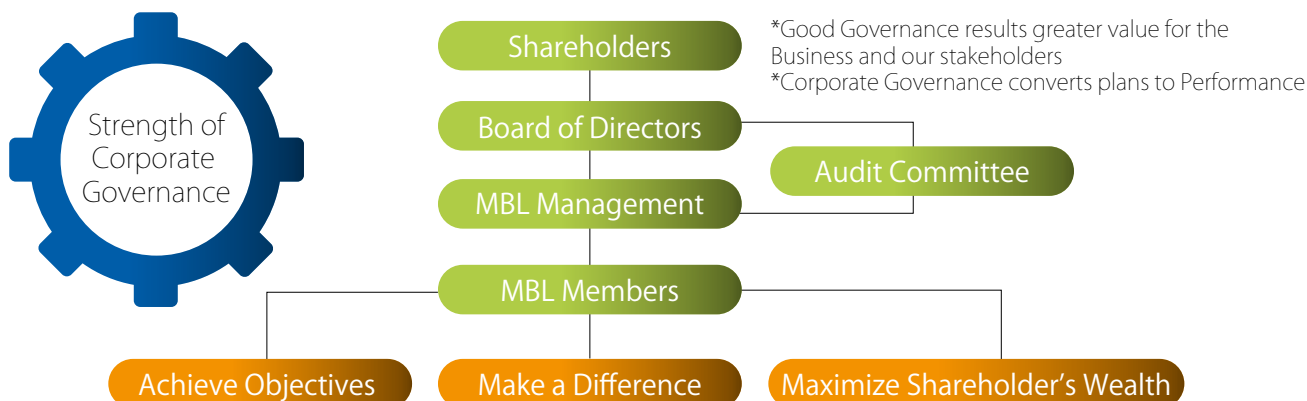 Strength of
Corporate
Governance
Shareholders
*Good Governance results greater value for the
Business and our stakeholders
*Corporate Governance converts plans to Performance
Board of Directors
Audit Committee
MBL Management
MBL Members
Achieve Objectives
Make a Difference
Maximize Shareholder’s Wealth